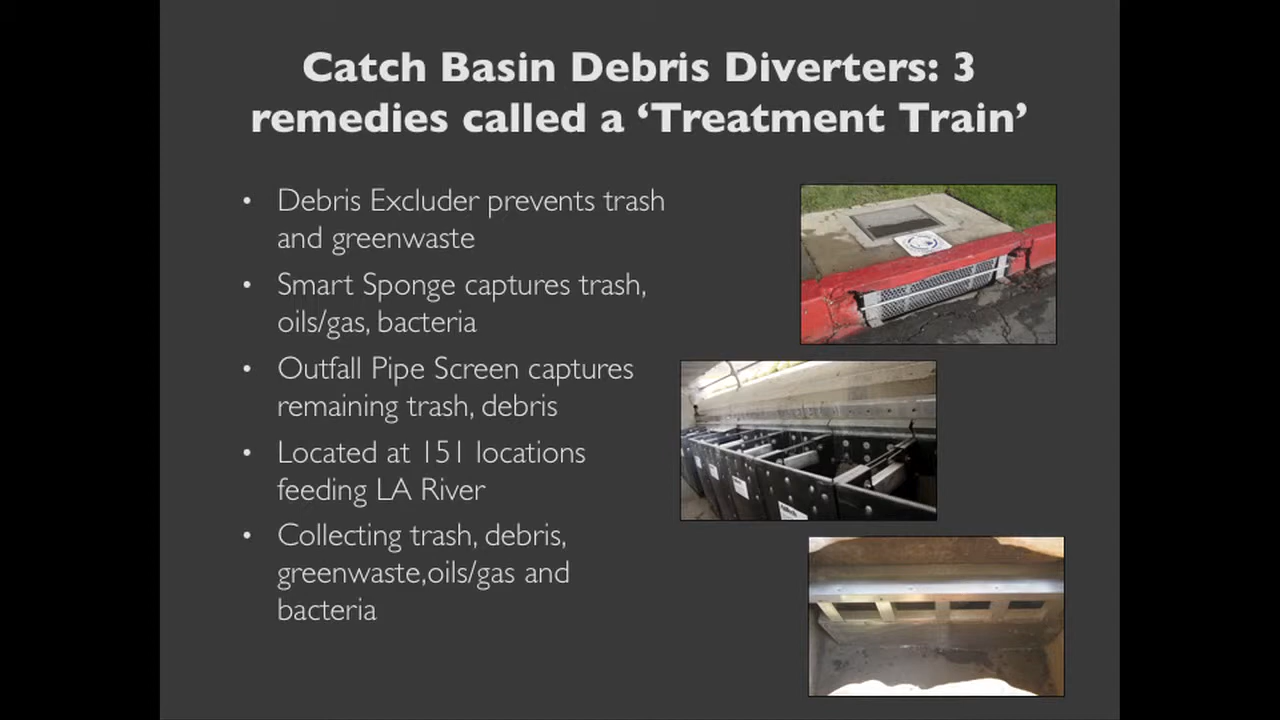 Catch Basin Debris Diverters: 3
remedies called a ‘Treatment Train’
• Debris Excluder prevents trash
and greenwaste
• Smart Sponge captures trash,
oils/gas, bacteria
• Outfall Pipe Screen captures
remaining trash, debris
• Located at 151 locations
feeding LA River
• Collecting trash, debris,
greenwaste,oils/gas and
bacteria